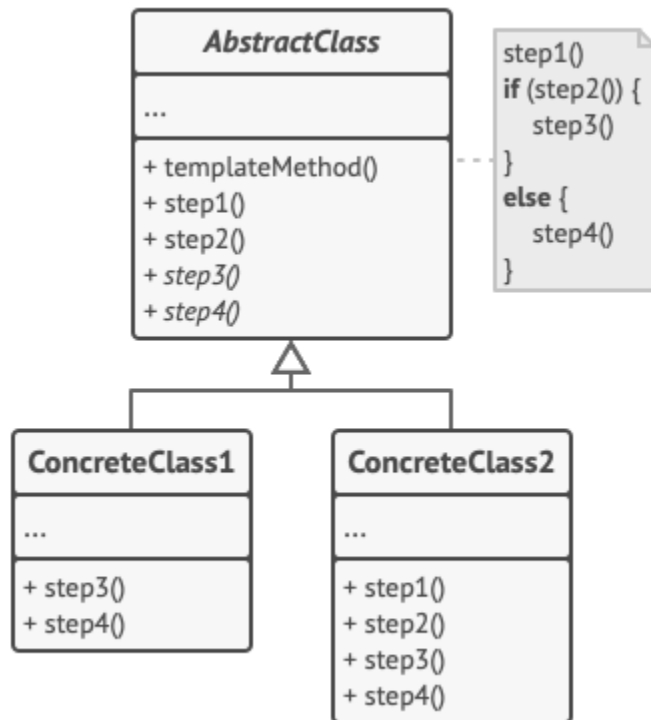 AbstractClass
...
+ templateMethod()
+ step1()
+ step2()
+ step3()
+ step4()
step1()
if (step2()) {
step3()
}
else {
step4()
}
ConcreteClass1
...
+ step3()
+ step4()
ConcreteClass2
...
+ step1()
+ step2()
+ step3()
+ step4()